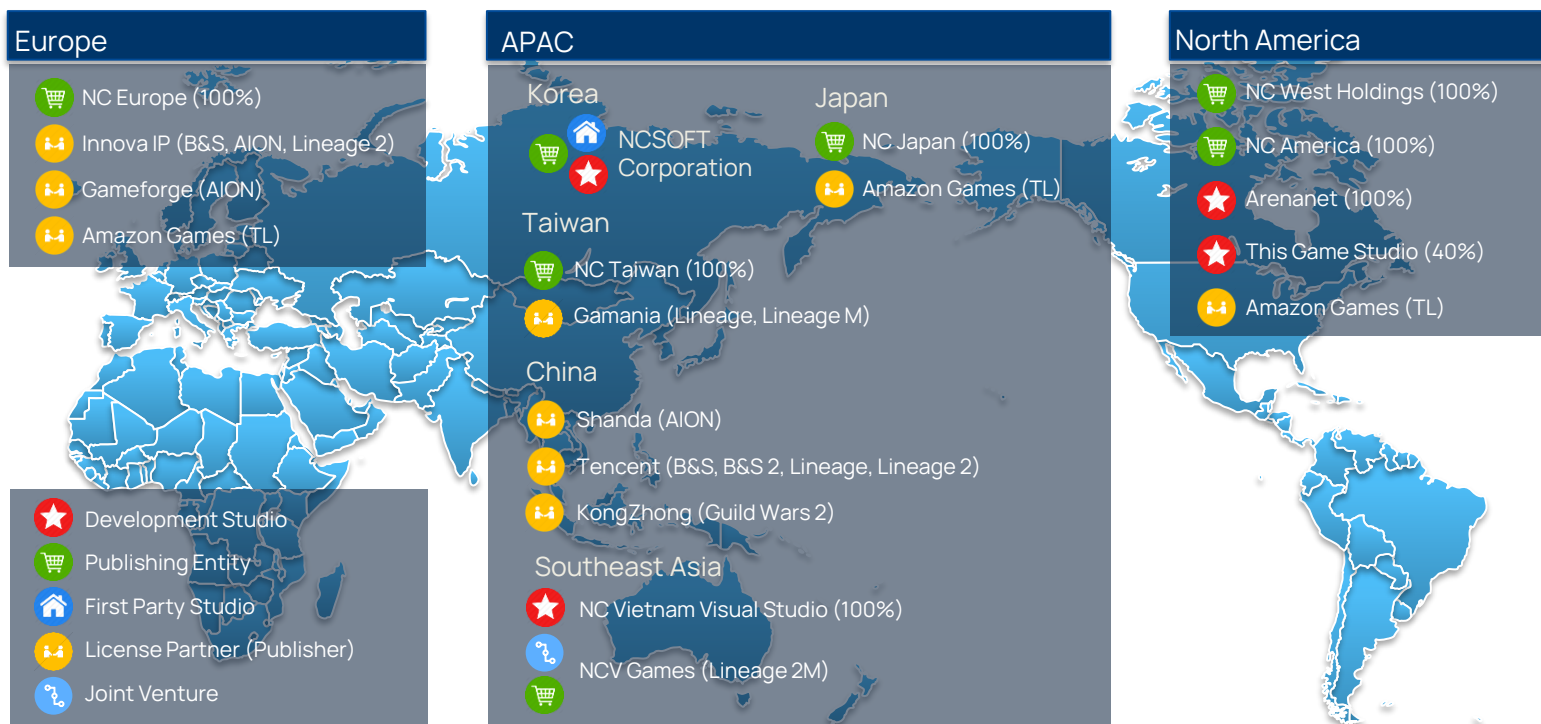 Europe
NC Europe (100%)
Innova IP (B&S, AION, Lineage 2)
Gameforge (AION)
Amazon Games (TL)
Development Studio
Publishing Entity
First Party Studio
License Partner (Publisher)
Joint Venture
APAC
Korea
NCSOFT
Corporation
Japan
NC Japan (100%)
Amazon Games (TL)
Taiwan
NC Taiwan (100%)
Gamania (Lineage, Lineage M)
China
Shanda (AION)
Tencent (B&S, B&S 2, Lineage, Lineage 2)
KongZhong (Guild Wars 2)
Southeast Asia
NC Vietnam Visual Studio (100%)
NCV Games (Lineage 2M)
North America
NC West Holdings (100%)
NC America (100%)
Arenanet (100%)
This Game Studio (40%)
Amazon Games (TL)